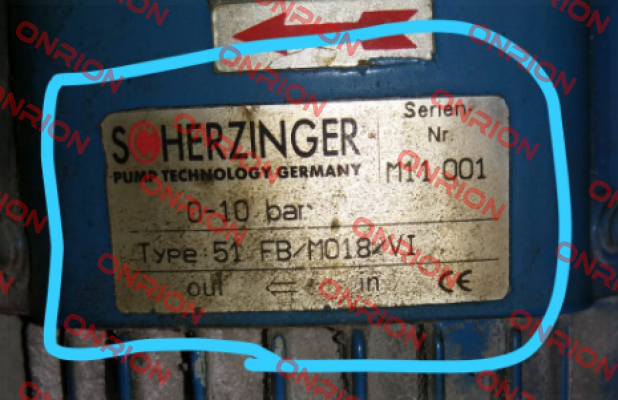 SCHERZINGER
PUMP TECHNOLOGY GERMANY
Serien-
Nr.
M11 001
0-10 bar
Type 51 FB/M018/VI
out ⇐ in CE
ONRION